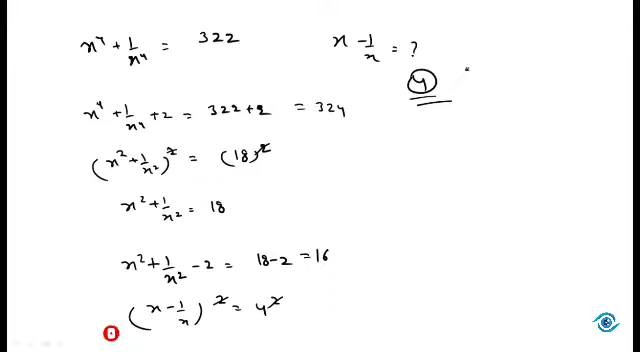 x⁴ + 1/x⁴ = 322
x - 1/x = ?
4
x⁴ + 1/x⁴ + 2 = 322 + 2 = 324
(x² + 1/x²)² = (18)²
x² + 1/x² = 18
x² + 1/x² - 2 = 18 - 2 = 16
(x - 1/x)² = 4²